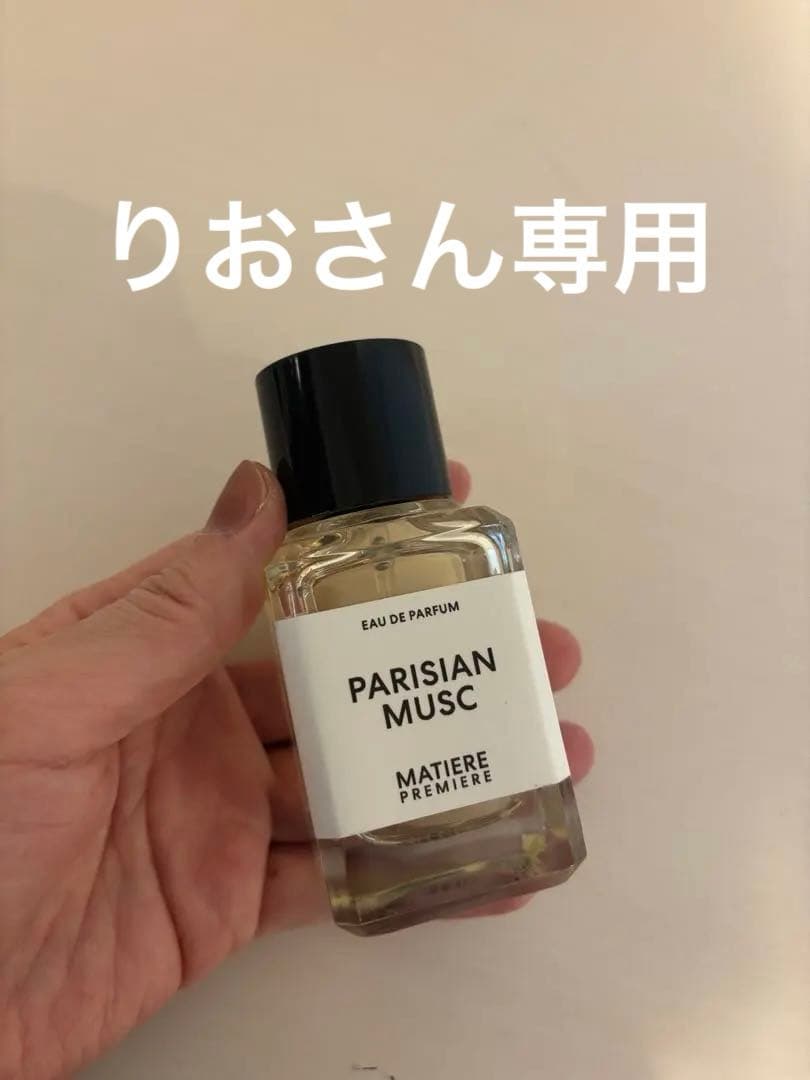 りおさん専用
EAU DE PARFUM
PARISIAN
MUSC
MATIERE
PREMIERE